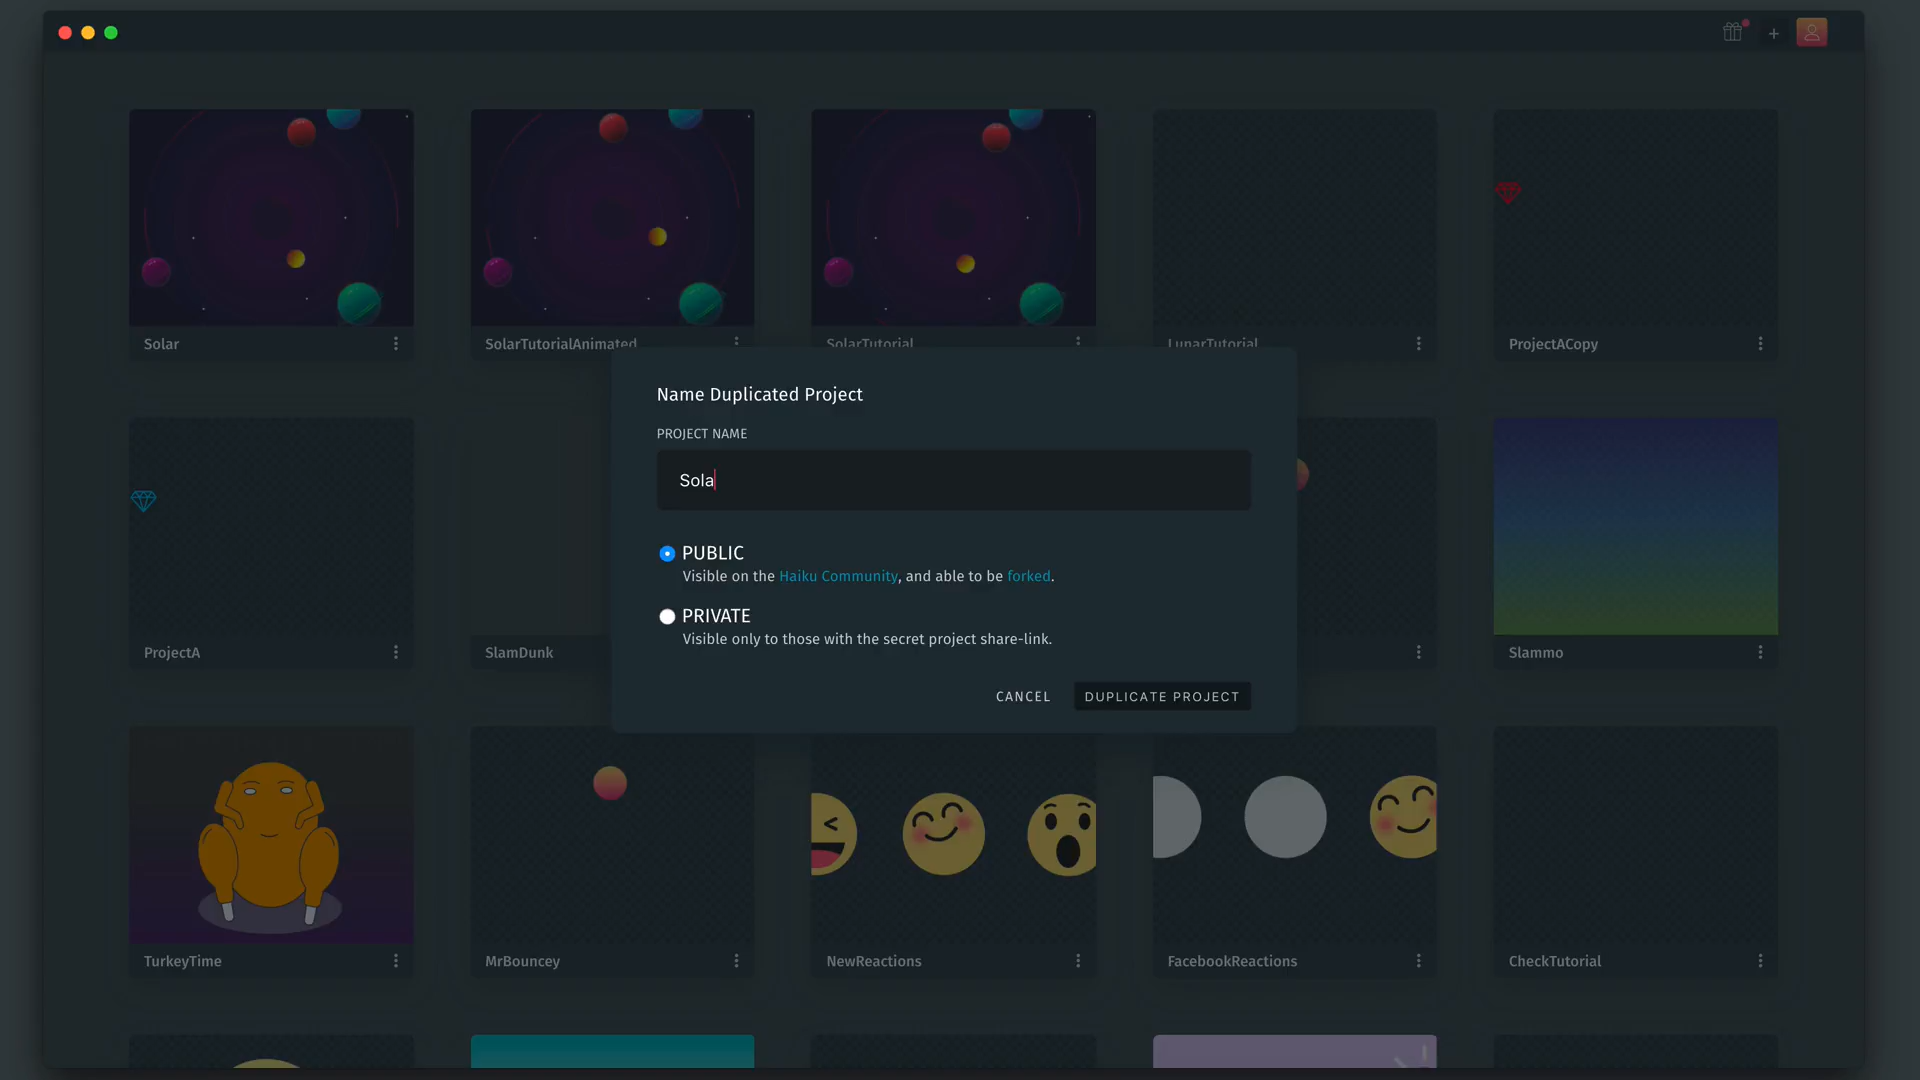 Solar
SolarTutorialAnimated
SolarTutorial
LunarTutorial
ProjectACopy
Name Duplicated Project
PROJECT NAME
Sola
PUBLIC
Visible on the Haiku Community, and able to be forked.
PRIVATE
Visible only to those with the secret project share-link.
CANCEL
DUPLICATE PROJECT
ProjectA
SlamDunk
Slammo
TurkeyTime
MrBouncey
NewReactions
FacebookReactions
CheckTutorial